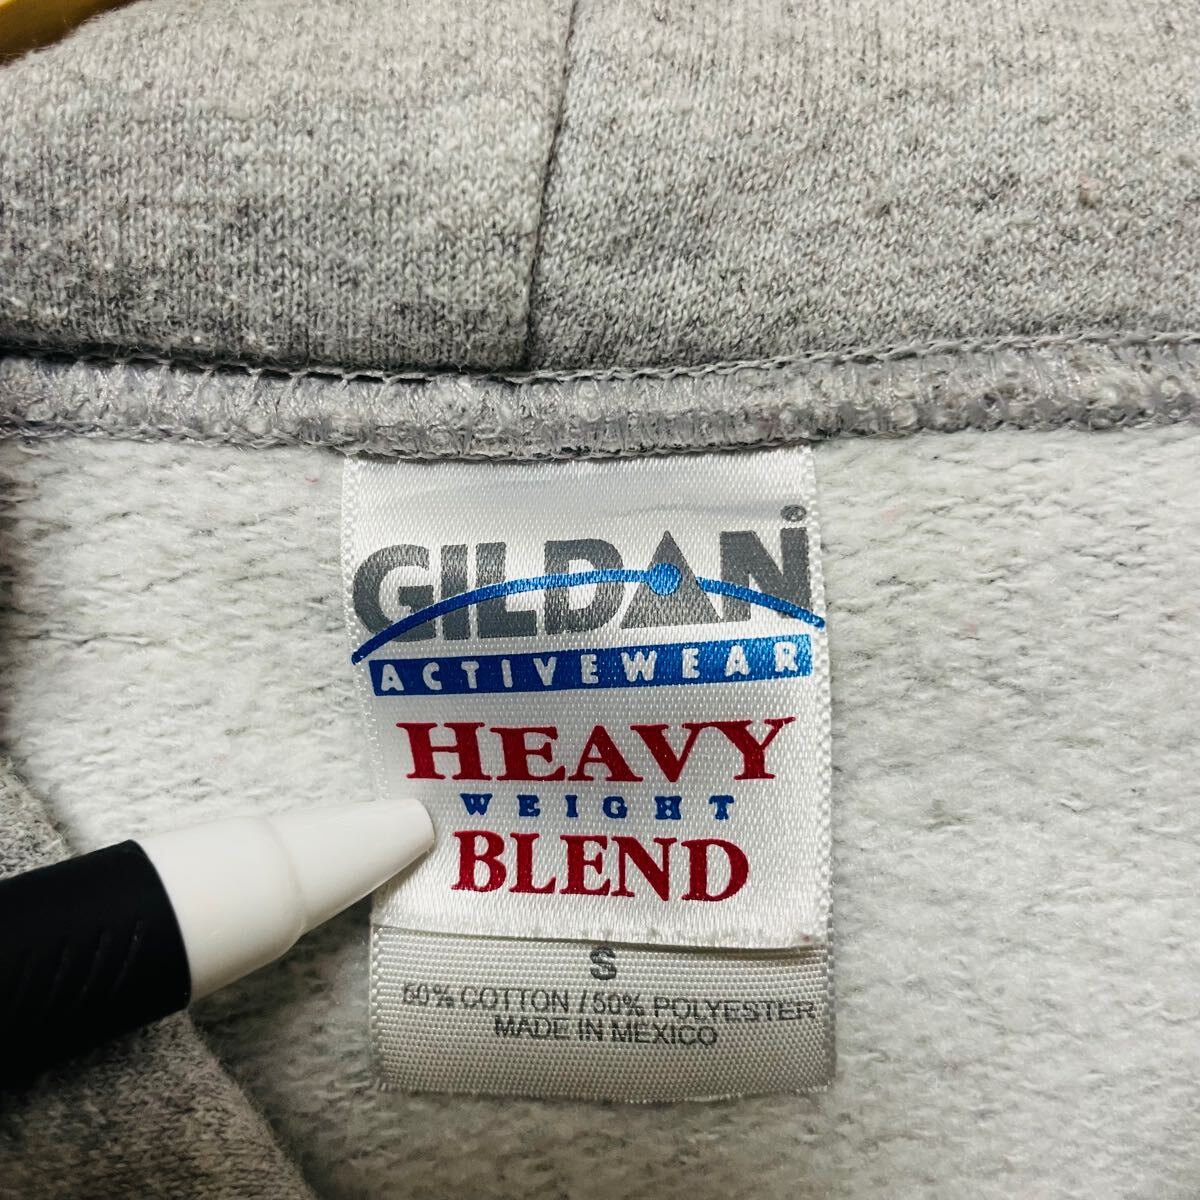 GILDAN®
ACTIVEWEAR
HEAVY
WEIGHT
BLEND
S
50% COTTON / 50% POLYESTER
MADE IN MEXICO